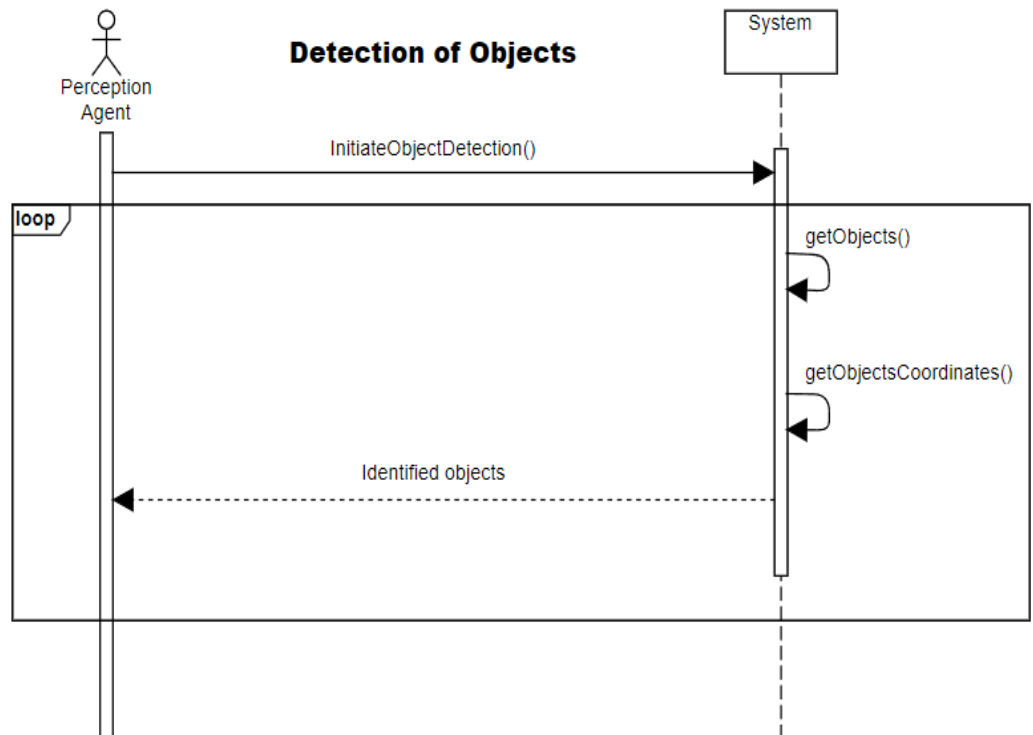 System
Detection of Objects
Perception
Agent
InitiateObjectDetection()
loop
getObjects()
getObjectsCoordinates()
Identified objects